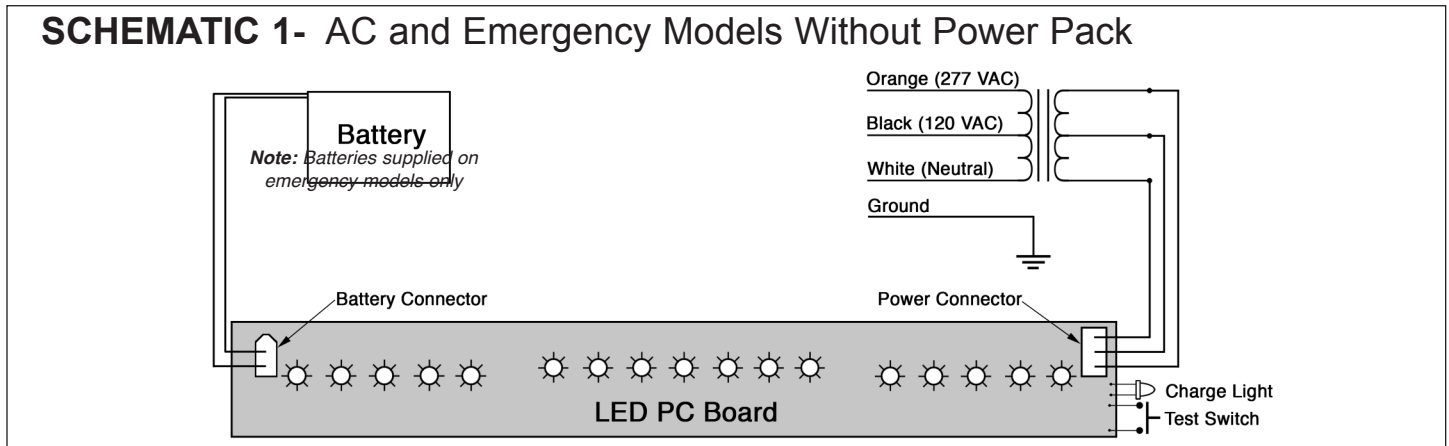 SCHEMATIC 1- AC and Emergency Models Without Power Pack
Battery
Note: Batteries supplied on
emergency models only
Orange (277 VAC)
Black (120 VAC)
White (Neutral)
Ground
Battery Connector
Power Connector
LED PC Board
Charge Light
Test Switch